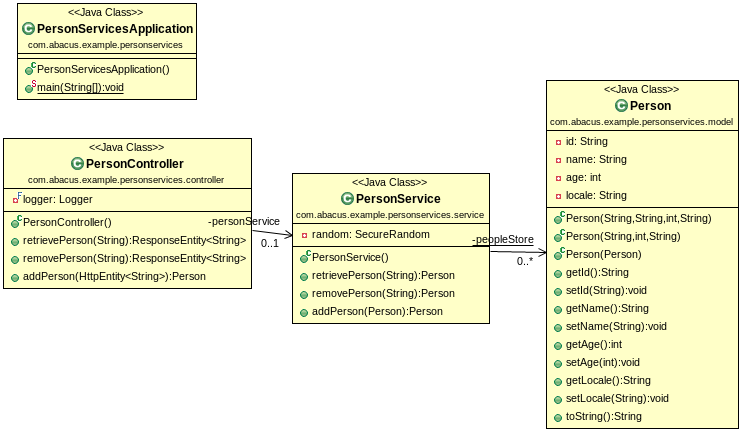 <<Java Class>>
PersonServicesApplication
com.abacus.example.personservices
PersonServicesApplication()
main(String[]):void
<<Java Class>>
PersonController
com.abacus.example.personservices.controller
logger: Logger
PersonController()
retrievePerson(String):ResponseEntity<String>
removePerson(String):ResponseEntity<String>
addPerson(HttpEntity<String>):Person
-personService
0..1
<<Java Class>>
PersonService
com.abacus.example.personservices.service
random: SecureRandom
PersonService()
retrievePerson(String):Person
removePerson(String):Person
addPerson(Person):Person
-peopleStore
0..*
<<Java Class>>
Person
com.abacus.example.personservices.model
id: String
name: String
age: int
locale: String
Person(String,String,int,String)
Person(String,int,String)
Person(Person)
getId():String
setId(String):void
getName():String
setName(String):void
getAge():int
setAge(int):void
getLocale():String
setLocale(String):void
toString():String